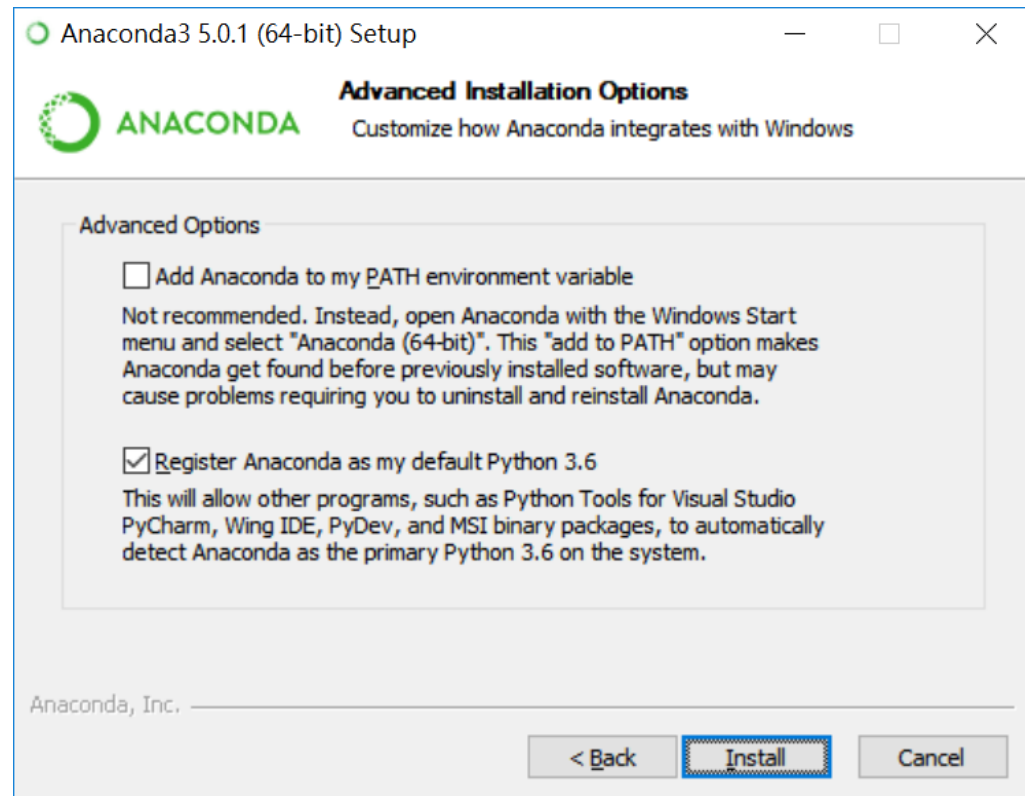 Anaconda3 5.0.1 (64-bit) Setup
ANACONDA
Advanced Installation Options
Customize how Anaconda integrates with Windows
Advanced Options
Add Anaconda to my PATH environment variable
Not recommended. Instead, open Anaconda with the Windows Start
menu and select "Anaconda (64-bit)". This "add to PATH" option makes
Anaconda get found before previously installed software, but may
cause problems requiring you to uninstall and reinstall Anaconda.
Register Anaconda as my default Python 3.6
This will allow other programs, such as Python Tools for Visual Studio
PyCharm, Wing IDE, PyDev, and MSI binary packages, to automatically
detect Anaconda as the primary Python 3.6 on the system.
Anaconda, Inc.
< Back
Install
Cancel